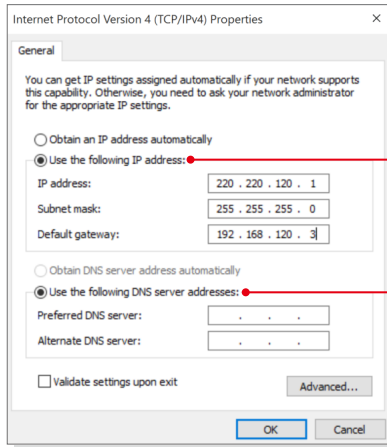 Internet Protocol Version 4 (TCP/IPv4) Properties
General
You can get IP settings assigned automatically if your network supports
this capability. Otherwise, you need to ask your network administrator
for the appropriate IP settings.
Obtain an IP address automatically
Use the following IP address:
IP address: 220 . 220 . 120 . 1
Subnet mask: 255 . 255 . 255 . 0
Default gateway: 192 . 168 . 120 . 3
Obtain DNS server address automatically
Use the following DNS server addresses:
Preferred DNS server: . . .
Alternate DNS server: . . .
Validate settings upon exit
Advanced...
OK Cancel